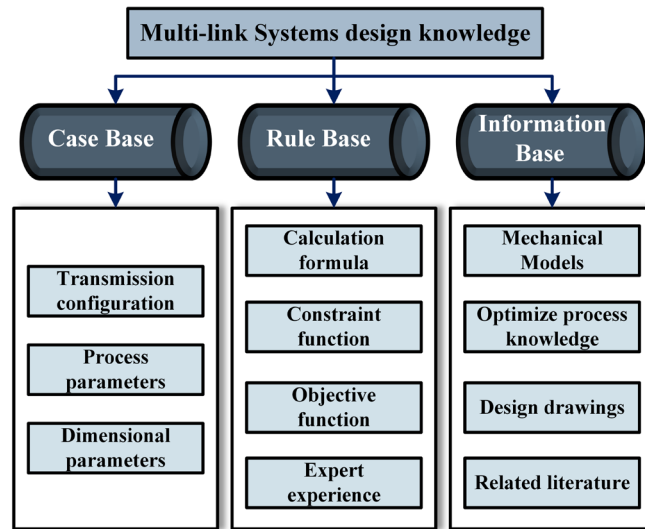 Multi-link Systems design knowledge
Case Base
Rule Base
Information
Base
Transmission
configuration
Process
parameters
Dimensional
parameters
Calculation
formula
Constraint
function
Objective
function
Expert
experience
Mechanical
Models
Optimize process
knowledge
Design drawings
Related literature